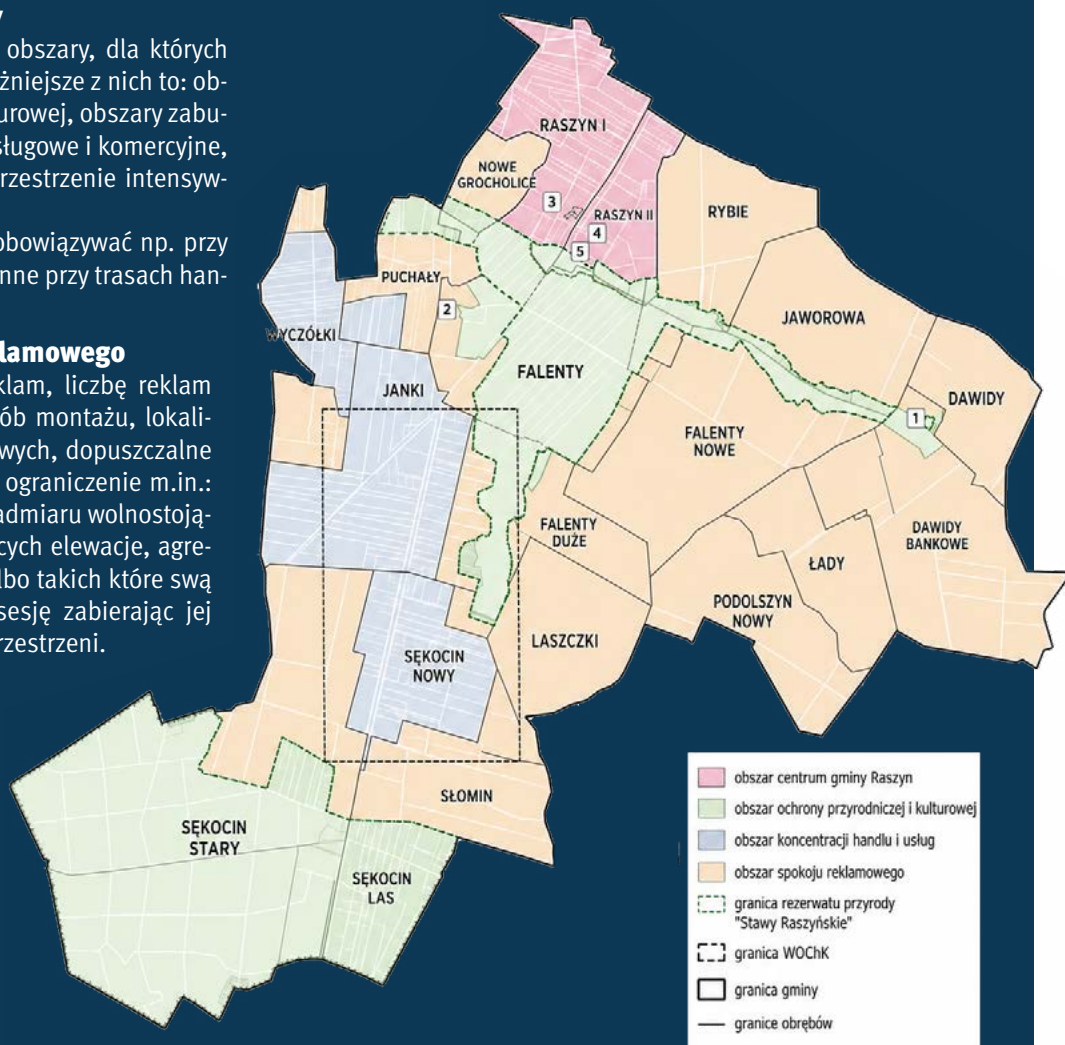 y
obszary, dla których
żniejsze z nich to: ob-
urowej, obszary zabu-
sługowe i komercyjne,
rzestrzenie intensyw-
obowiązywać np. przy
nne przy trasach han-
klamowego
klam, liczbę reklam
ób montażu, lokali-
wych, dopuszczalne
ograniczenie m.in.:
admiaru wolnostoją-
cych elewacje, agre-
lbo takich które swą
sesję zabierając jej
rzestrzeni.
RASZYN I
NOWE
GROCHOLICE
3
RASZYN II
4
5
RYBIE
PUCHAŁY
2
WYCZÓŁKI
JANKI
FALENTY
JAWOROWA
DAWIDY
1
FALENTY
NOWE
FALENTY
DUŻE
DAWIDY
BANKOWE
ŁADY
PODOLSZYN
NOWY
LASZCZKI
SĘKOCIN
NOWY
SŁOMIN
SĘKOCIN
STARY
SĘKOCIN
LAS
obszar centrum gminy Raszyn
obszar ochrony przyrodniczej i kulturowej
obszar koncentracji handlu i usług
obszar spokoju reklamowego
granica rezerwatu przyrody
"Stawy Raszyńskie"
granica WOChK
granica gminy
granice obrębów